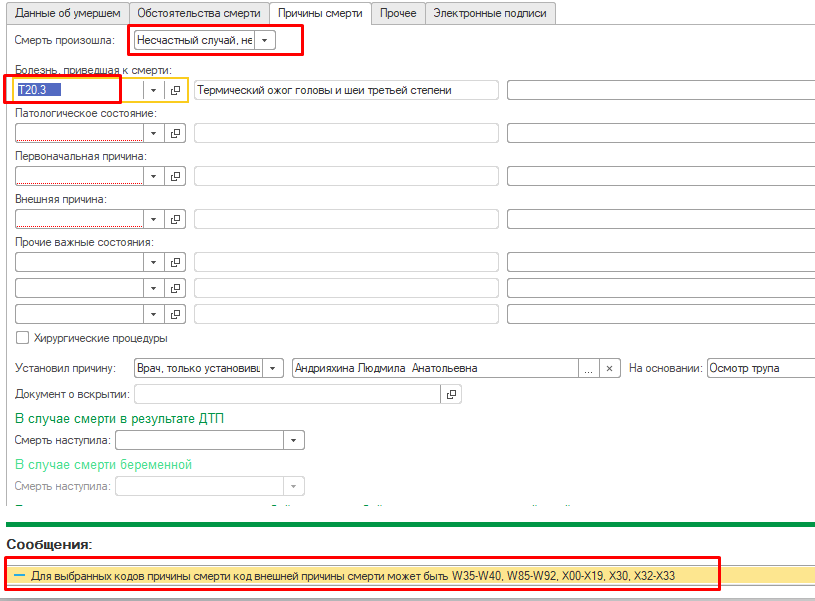 Данные об умершем Обстоятельства смерти Причины смерти Прочее Электронные подписи
Смерть произошла: Несчастный случай, не
Болезнь, приведшая к смерти:
T20.3 Термический ожог головы и шеи третьей степени
Патологическое состояние:
Первоначальная причина:
Внешняя причина:
Прочие важные состояния:
Хирургические процедуры
Установил причину: Врач, только установивш Андрияхина Людмила Анатольевна ... × На основании: Осмотр трупа
Документ о вскрытии:
В случае смерти в результате ДТП
Смерть наступила:
В случае смерти беременной
Смерть наступила:
Сообщения:
Для выбранных кодов причины смерти код внешней причины смерти может быть W35-W40, W85-W92, X00-X19, X30, X32-X33